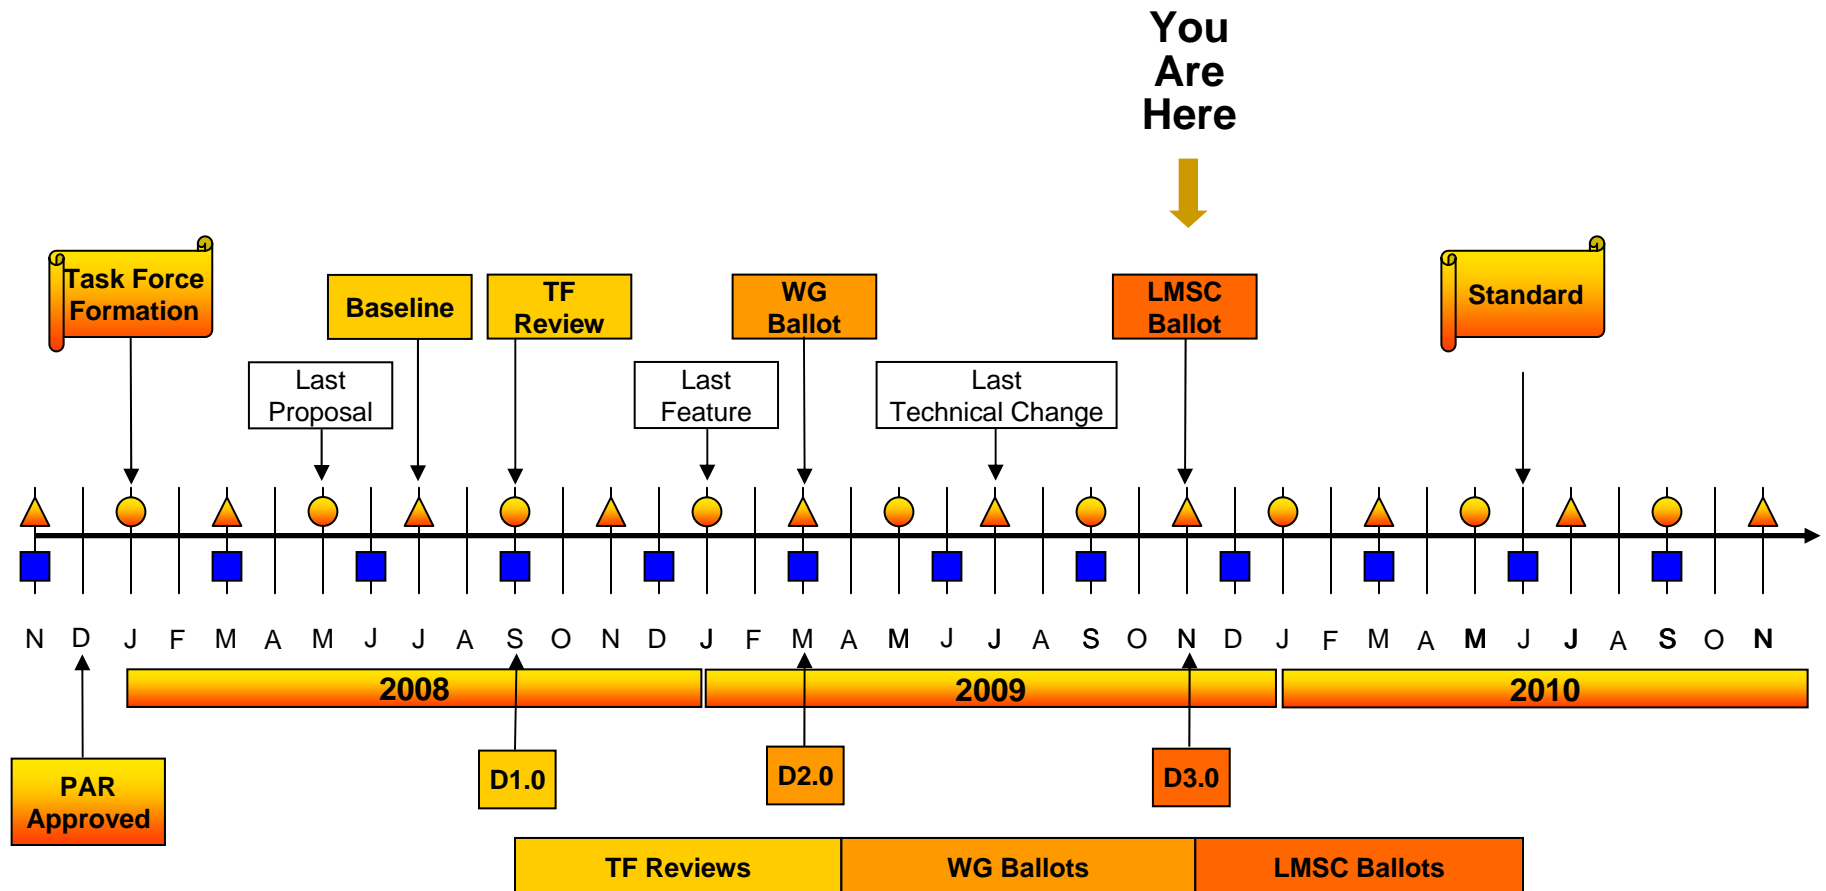 You
Are
Here
Task Force
Formation
Baseline
TF
Review
WG
Ballot
LMSC
Ballot
Standard
Last
Proposal
Last
Feature
Last
Technical Change
N D J F M A M J J A S O N D J F M A M J J A S O N D J F M A M J J A S O N
2008 2009 2010
PAR
Approved
D1.0
D2.0
D3.0
TF Reviews WG Ballots LMSC Ballots